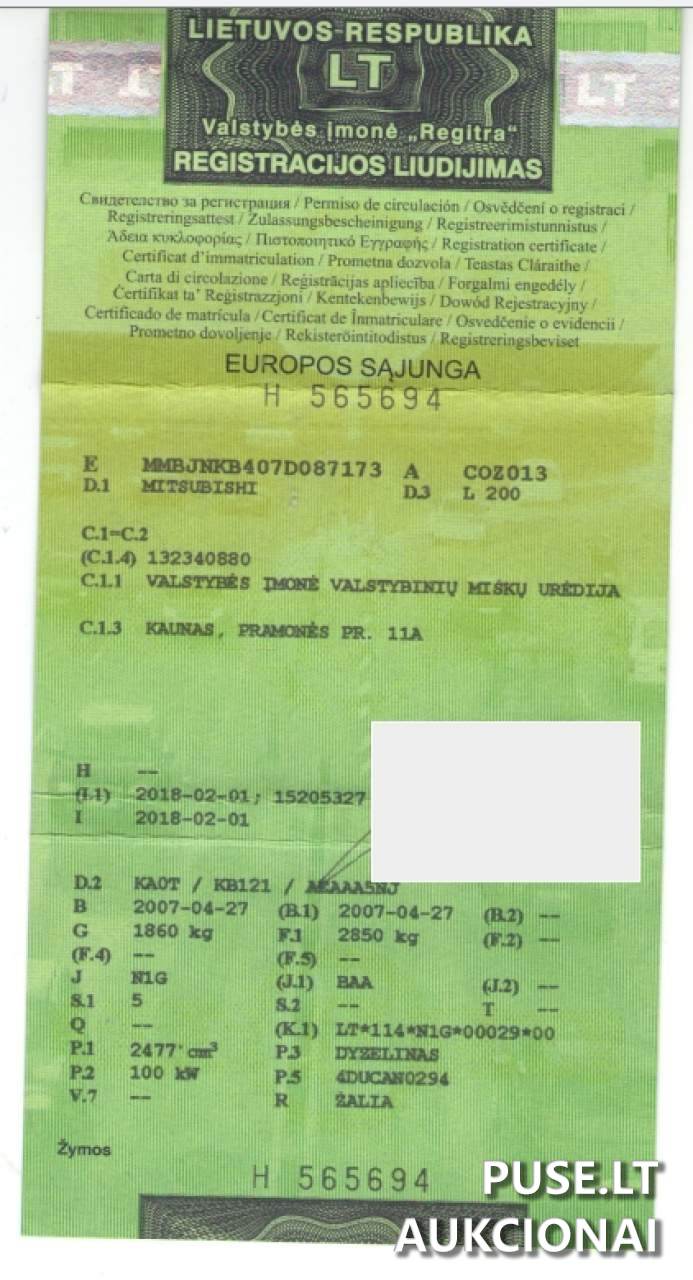 LIETUVOS RESPUBLIKA
LT LT LT
Valstybės įmonė „Regitra“
REGISTRACIJOS LIUDIJIMAS
Свидетелство за регистрация / Permiso de circulación / Osvědčení o registraci /
Registreringsattest / Zulassungsbescheinigung / Registreerimistunnistus /
Άδεια κυκλοφορίας / Πιστοποιητικό Εγγραφής / Registration certificate /
Certificat d'immatriculation / Prometna dozvola / Teastas Cláraithe /
Carta di circolazione / Reģistrācijas apliecība / Forgalmi engedély /
Ċertifikat ta' Reġistrazzjoni / Kentekenbewijs / Dowód Rejestracyjny /
Certificado de matrícula / Certificat de Înmatriculare / Osvedčenie o evidencii /
Prometno dovoljenje / Rekisteröintitodistus / Registreringsbeviset
EUROPOS SĄJUNGA
H 565694
E MMBJNKB407D087173 A COZ013
D.1 MITSUBISHI D.3 L 200
C.1=C.2
(C.1.4) 132340880
C.1.1 VALSTYBĖS ĮMONĖ VALSTYBINIŲ MIŠKŲ URĖDIJA
C.1.3 KAUNAS, PRAMONĖS PR. 11A
H --
(I.1) 2018-02-01; 15205327
I 2018-02-01
D.2 KA0T / KB121 / AEAAA5NJ
B 2007-04-27 (B.1) 2007-04-27 (B.2) --
G 1860 kg F.1 2850 kg (F.2) --
(F.4) -- (F.5) --
J N1G (J.1) BAA (J.2) --
S.1 5 S.2 -- T --
Q -- (K.1) LT*114*N1G*00029*00
P.1 2477 cm³ P.3 DYZELINAS
P.2 100 kW P.5 4DUCAN0294
V.7 -- R ŽALIA
Žymos
H 565694
PUSE.LT
AUKCIONAI